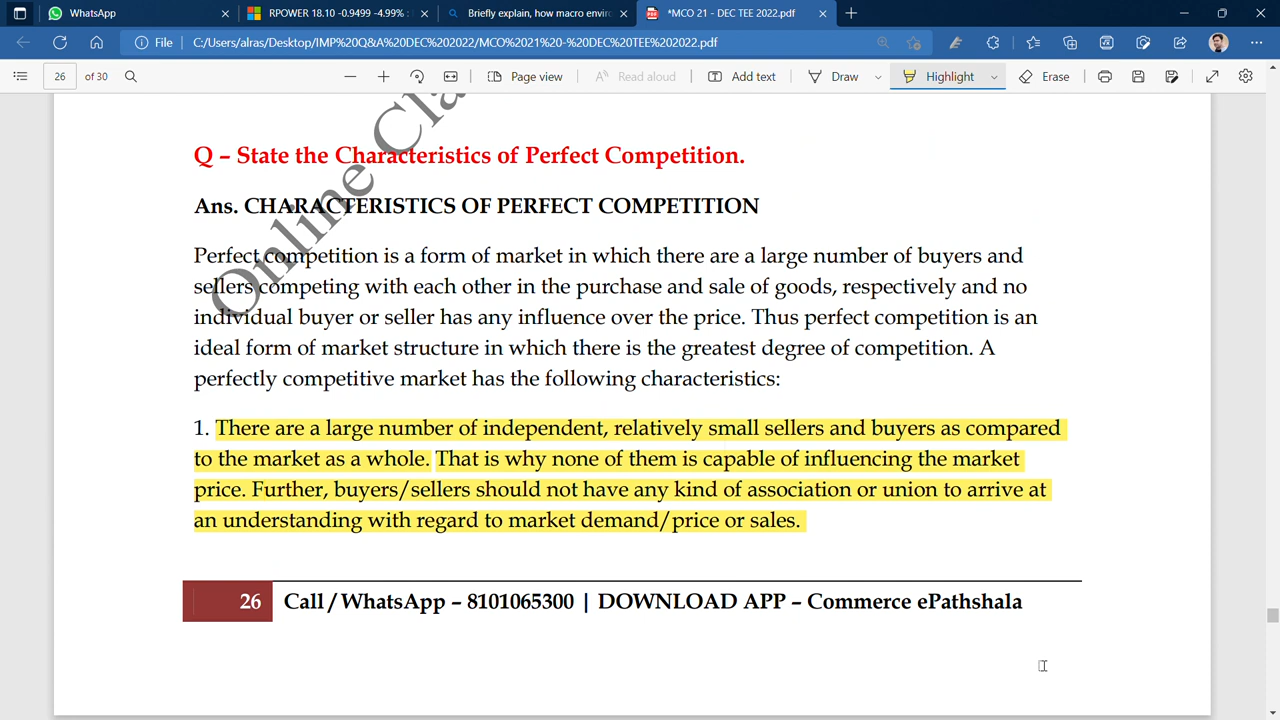 WhatsApp
RPOWER 18.10 -0.9499 -4.99% :
Briefly explain, how macro enviro
*MCO 21 - DEC TEE 2022.pdf
File
C:/Users/alras/Desktop/IMP%20Q&A%20DEC%202022/MCO%2021%20-%20DEC%20TEE%202022.pdf
26 of 30
Page view
Read aloud
Add text
Draw
Highlight
Erase
Online Cla
Q – State the Characteristics of Perfect Competition.
Ans. CHARACTERISTICS OF PERFECT COMPETITION
Perfect competition is a form of market in which there are a large number of buyers and
sellers competing with each other in the purchase and sale of goods, respectively and no
individual buyer or seller has any influence over the price. Thus perfect competition is an
ideal form of market structure in which there is the greatest degree of competition. A
perfectly competitive market has the following characteristics:
1. There are a large number of independent, relatively small sellers and buyers as compared
to the market as a whole. That is why none of them is capable of influencing the market
price. Further, buyers/sellers should not have any kind of association or union to arrive at
an understanding with regard to market demand/price or sales.
26 Call / WhatsApp – 8101065300 | DOWNLOAD APP – Commerce ePathshala